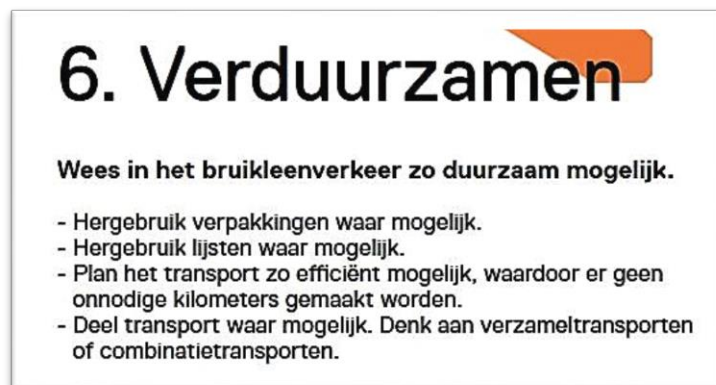 6. Verduurzamen
Wees in het bruikleenverkeer zo duurzaam mogelijk.
- Hergebruik verpakkingen waar mogelijk.
- Hergebruik lijsten waar mogelijk.
- Plan het transport zo efficiënt mogelijk, waardoor er geen
onnodige kilometers gemaakt worden.
- Deel transport waar mogelijk. Denk aan verzameltransporten
of combinatietransporten.